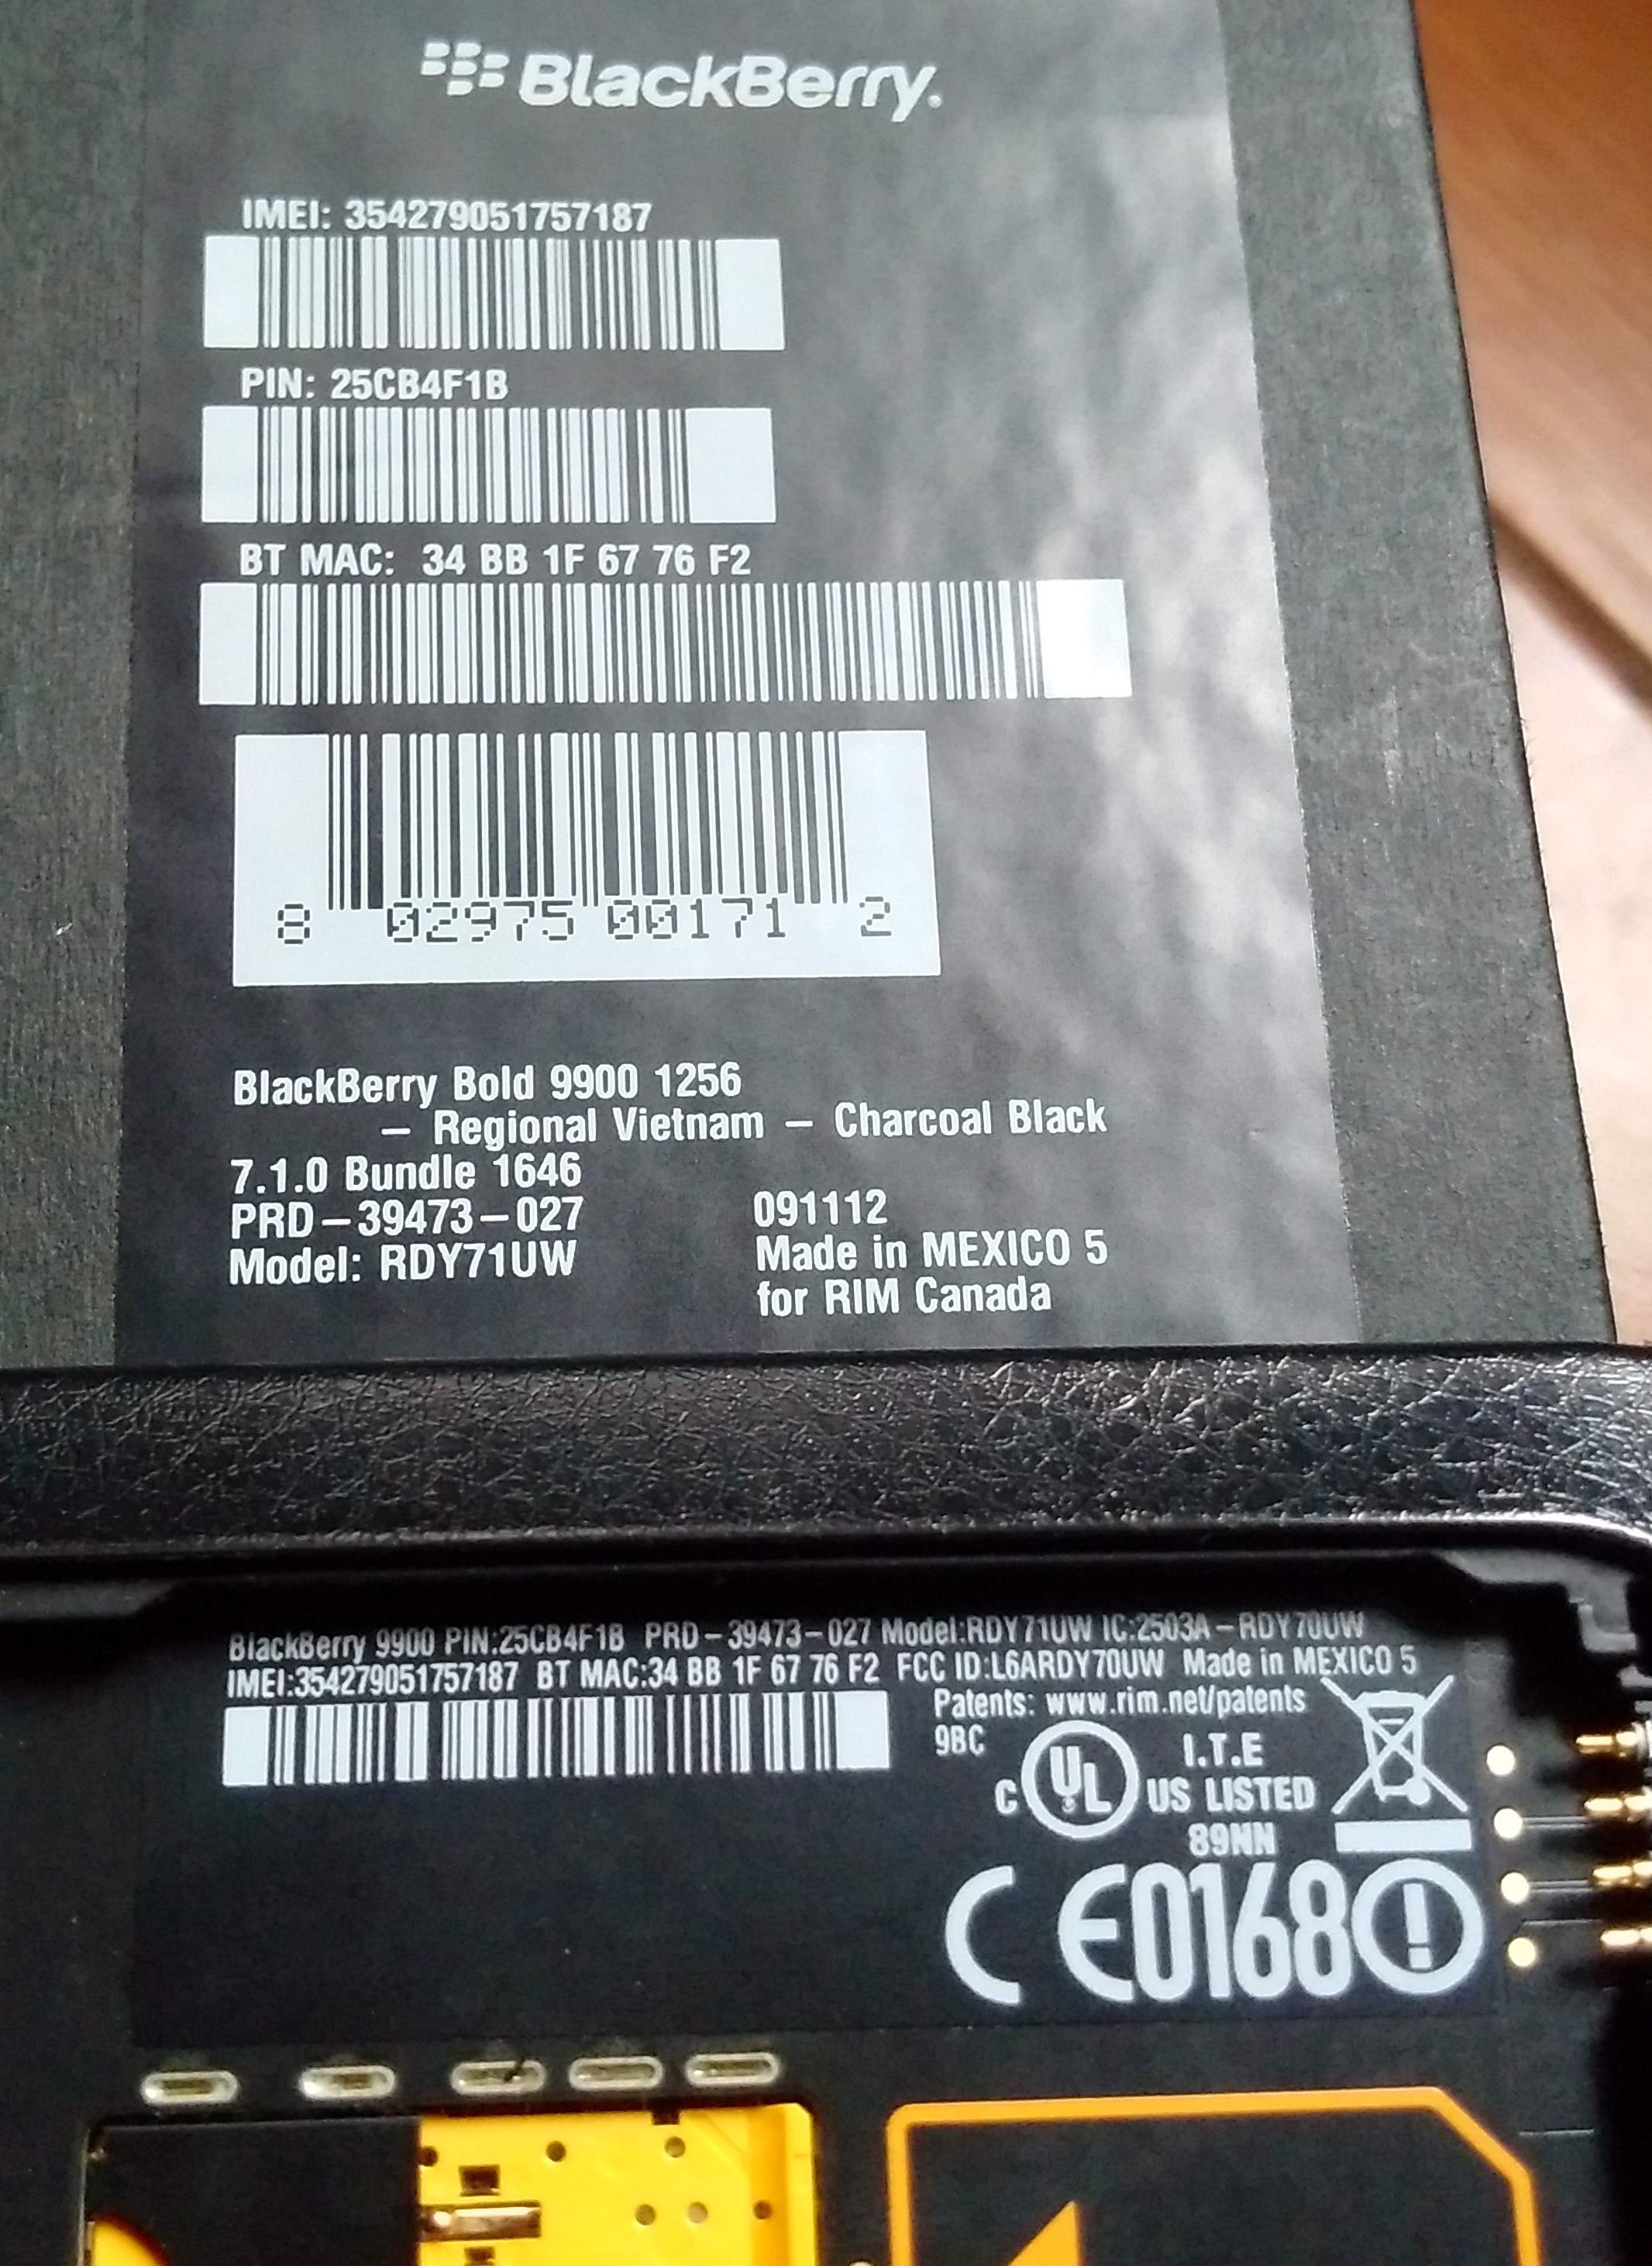 BlackBerry.
IMEI: 354279051757187
PIN: 25CB4F1B
BT MAC: 34 BB 1F 67 76 F2
8 02975 00171 2
BlackBerry Bold 9900 1256
– Regional Vietnam – Charcoal Black
7.1.0 Bundle 1646
PRD–39473–027
091112
Model: RDY71UW
Made in MEXICO 5
for RIM Canada
BlackBerry 9900 PIN:25CB4F1B PRD–39473–027 Model:RDY71UW IC:2503A–RDY70UW
IMEI:354279051757187 BT MAC:34 BB 1F 67 76 F2 FCC ID:L6ARDY70UW Made in MEXICO 5
Patents: www.rim.net/patents
9BC
C UL US LISTED
I.T.E
89NN
CE0168